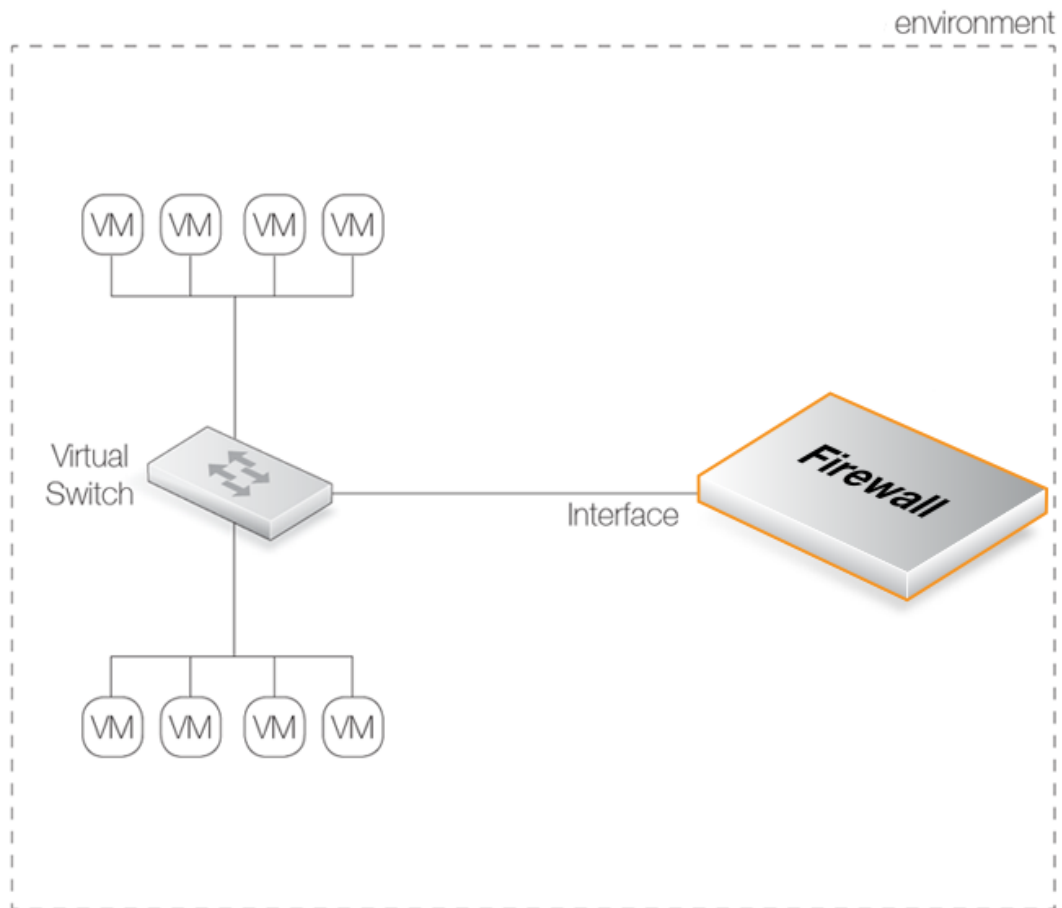 environment
VM VM VM VM
Virtual
Switch
Firewall
Interface
VM VM VM VM